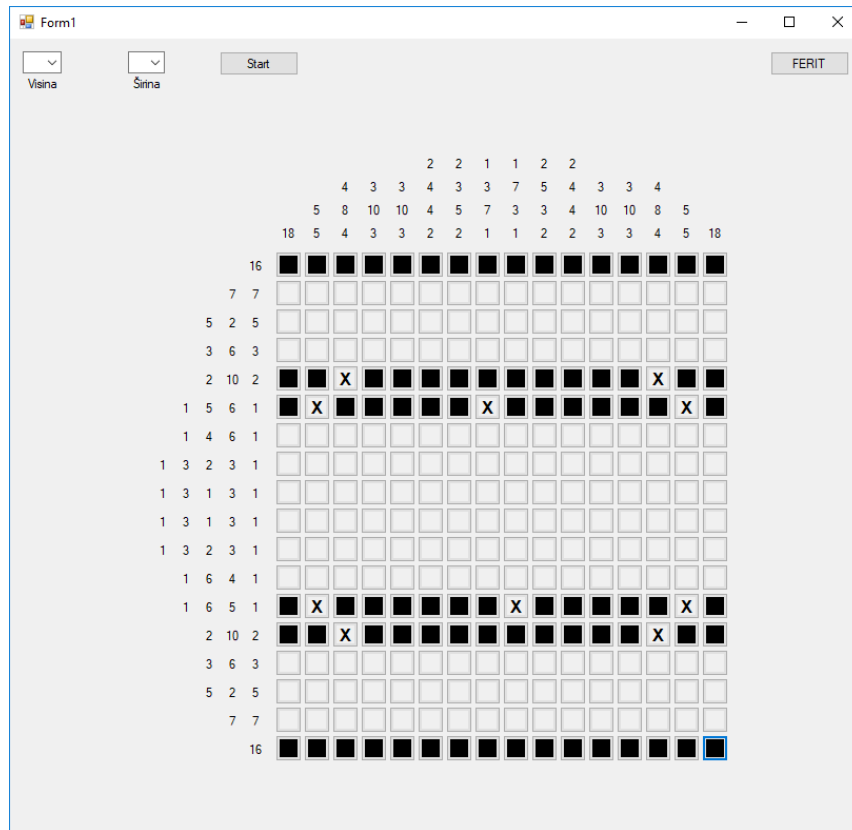 Form1
Start FERIT
Visina Širina
2 2 1 1 2 2
4 3 3 4 3 3 7 5 4 3 3 4
5 8 10 10 4 5 7 3 3 4 10 10 8 5
18 5 4 3 3 2 2 1 1 2 2 3 3 4 5 18
16
7 7
5 2 5
3 6 3
2 10 2 X X
1 5 6 1 X X X
1 4 6 1
1 3 2 3 1
1 3 1 3 1
1 3 1 3 1
1 3 2 3 1
1 6 4 1
1 6 5 1 X X X
2 10 2 X X
3 6 3
5 2 5
7 7
16